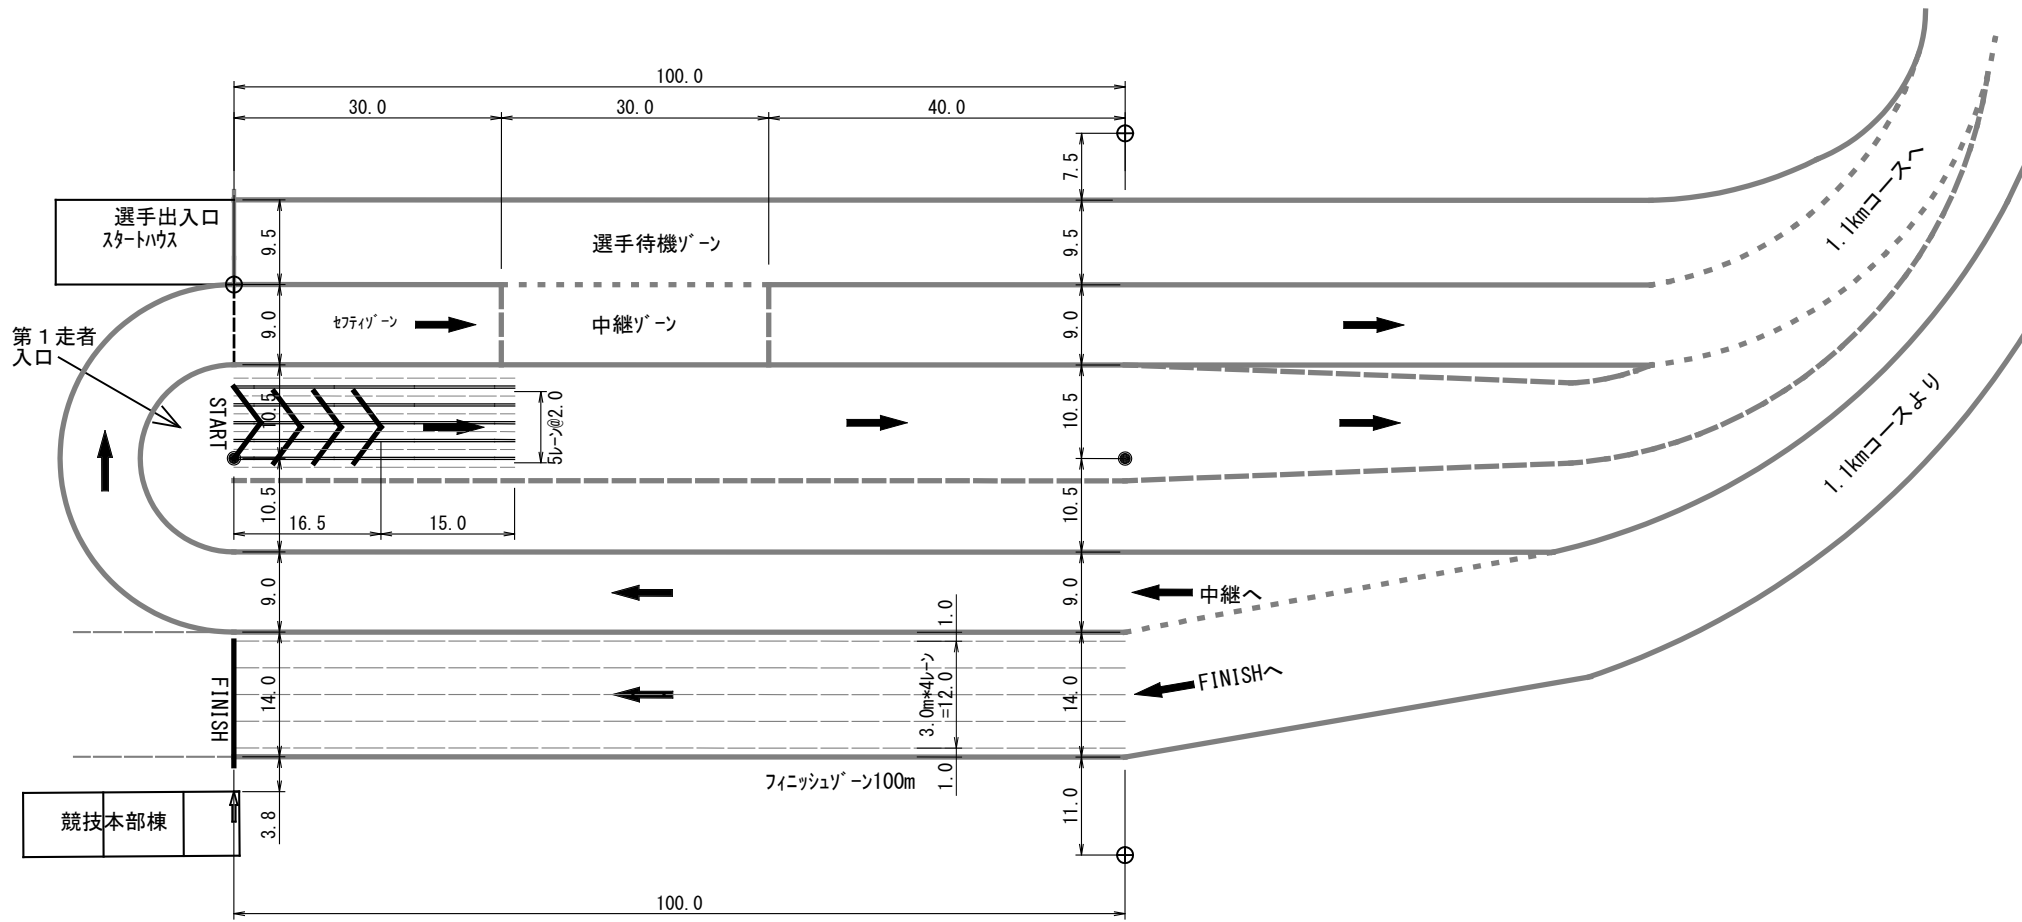 100.0
30.0
30.0
40.0
7.5
選手出入口
スタートハウス
9.5
選手待機ゾーン
9.5
1.1kmコースへ
第1走者
入口
9.0
セフティゾーン
中継ゾーン
9.0
START
10.5
5レーン@2.0
10.5
1.1kmコースより
10.5
16.5
15.0
10.5
9.0
9.0
中継へ
1.0
FINISH
14.0
3.0m*4レーン
=12.0
14.0
FINISHへ
フィニッシュゾーン100m
1.0
11.0
競技本部棟
3.8
100.0